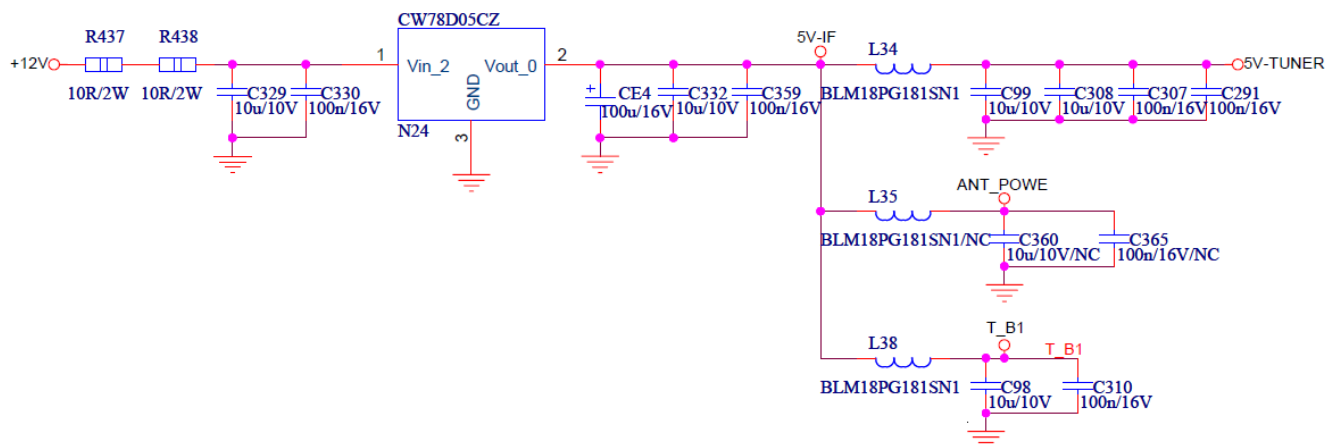 CW78D05CZ
R437
R438
+12V
10R/2W
10R/2W
C329
10u/10V
C330
100n/16V
1
Vin_2
Vout_0
GND
2
3
N24
CE4
+
100u/16V
C332
10u/10V
C359
100n/16V
5V-IF
L34
BLM18PG181SN1
C99
10u/10V
C308
10u/10V
C307
100n/16V
C291
100n/16V
5V-TUNER
ANT_POWE
L35
BLM18PG181SN1/NC
C360
10u/10V/NC
C365
100n/16V/NC
T_B1
T_B1
L38
BLM18PG181SN1
C98
10u/10V
C310
100n/16V